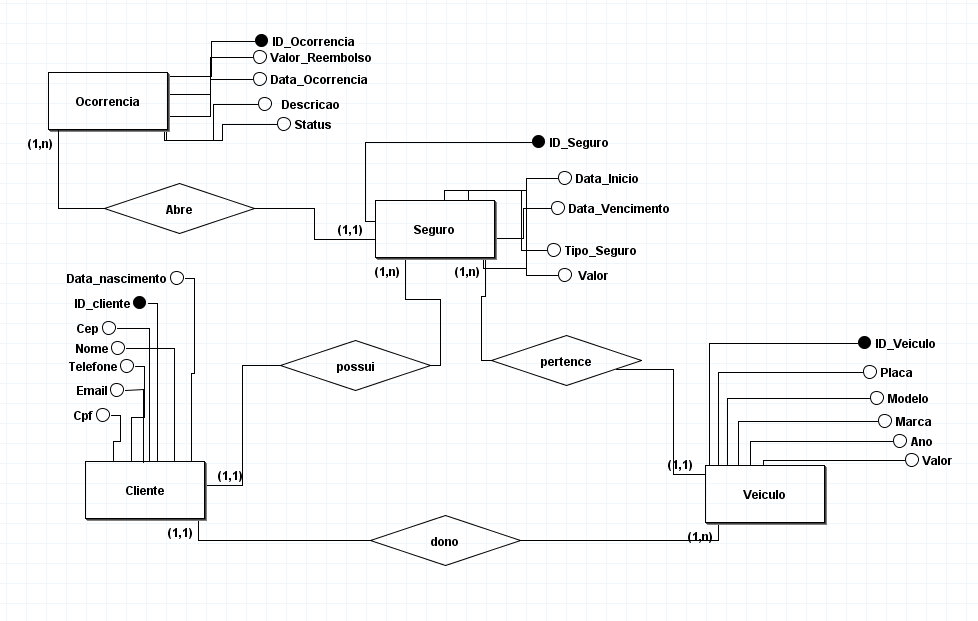 ID_Ocorrencia
Valor_Reembolso
Data_Ocorrencia
Descricao
Status
Ocorrencia
(1,n)
Abre
ID_Seguro
Data_Inicio
Data_Vencimento
Tipo_Seguro
Valor
(1,1)
Seguro
(1,n)
(1,n)
Data_nascimento
ID_cliente
Cep
Nome
Telefone
Email
Cpf
possui
pertence
ID_Veiculo
Placa
Modelo
Marca
Ano
Valor
(1,1)
(1,1)
Cliente
Veiculo
(1,1)
dono
(1,n)